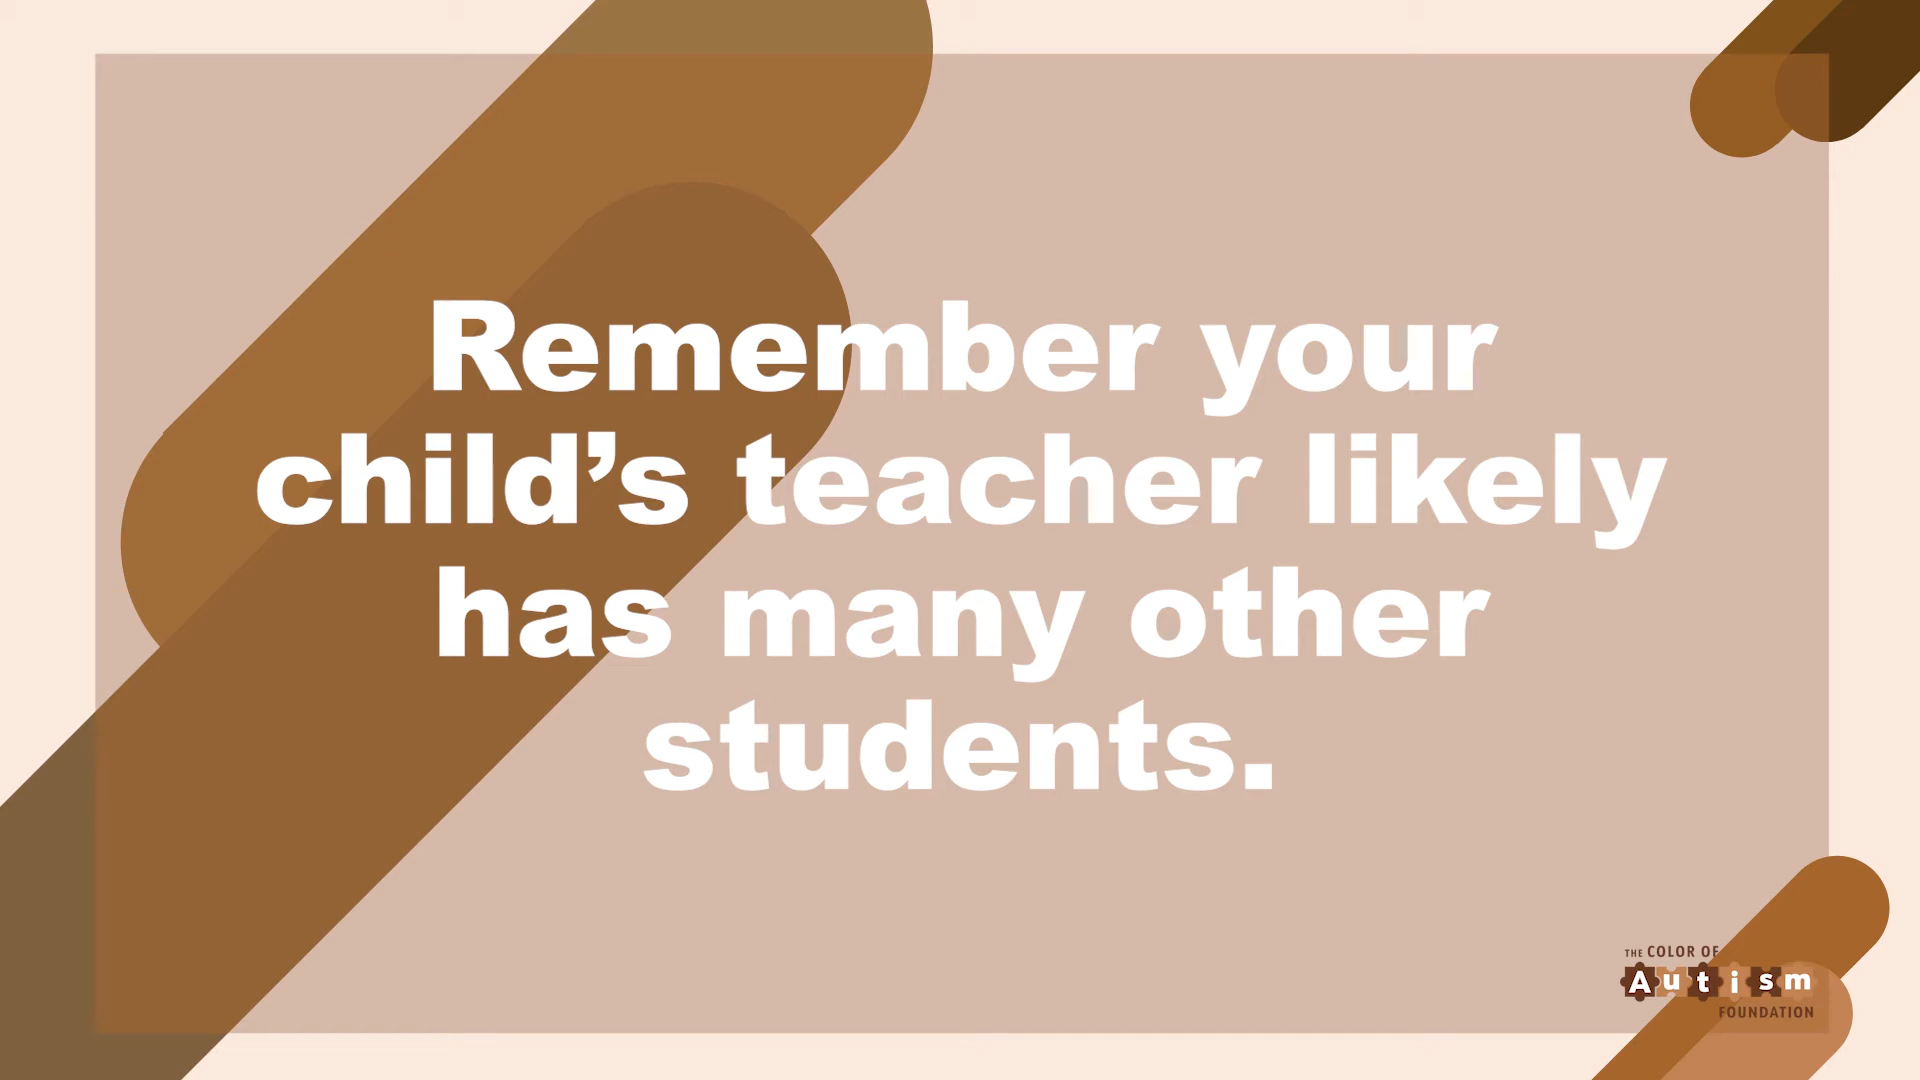 Remember your
child’s teacher likely
has many other
students.
THE COLOR OF
Autism
FOUNDATION